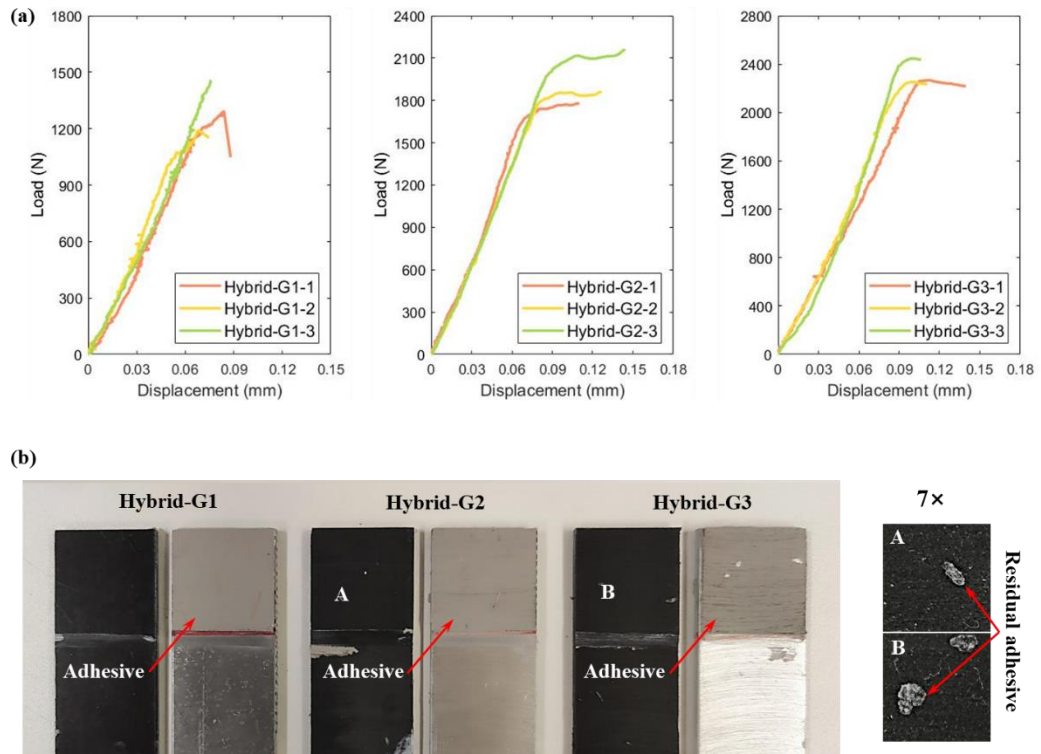 (a)
1800
1500
1200
900
600
300
0
Load (N)
0 0.03 0.06 0.09 0.12 0.15
Displacement (mm)
Hybrid-G1-1
Hybrid-G1-2
Hybrid-G1-3
2400
2100
1800
1500
1200
900
600
300
0
Load (N)
0 0.03 0.06 0.09 0.12 0.15 0.18
Displacement (mm)
Hybrid-G2-1
Hybrid-G2-2
Hybrid-G2-3
2800
2400
2000
1600
1200
800
400
0
Load (N)
0 0.03 0.06 0.09 0.12 0.15 0.18
Displacement (mm)
Hybrid-G3-1
Hybrid-G3-2
Hybrid-G3-3
(b)
Hybrid-G1 Hybrid-G2 Hybrid-G3 7×
A
B
Adhesive Adhesive Adhesive
A
B
Residual adhesive